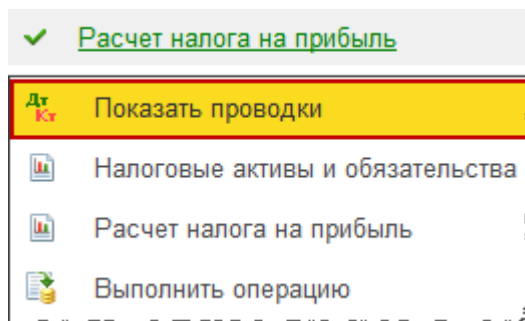 Расчет налога на прибыль
Дт Кт Показать проводки
Налоговые активы и обязательства
Расчет налога на прибыль
Выполнить операцию